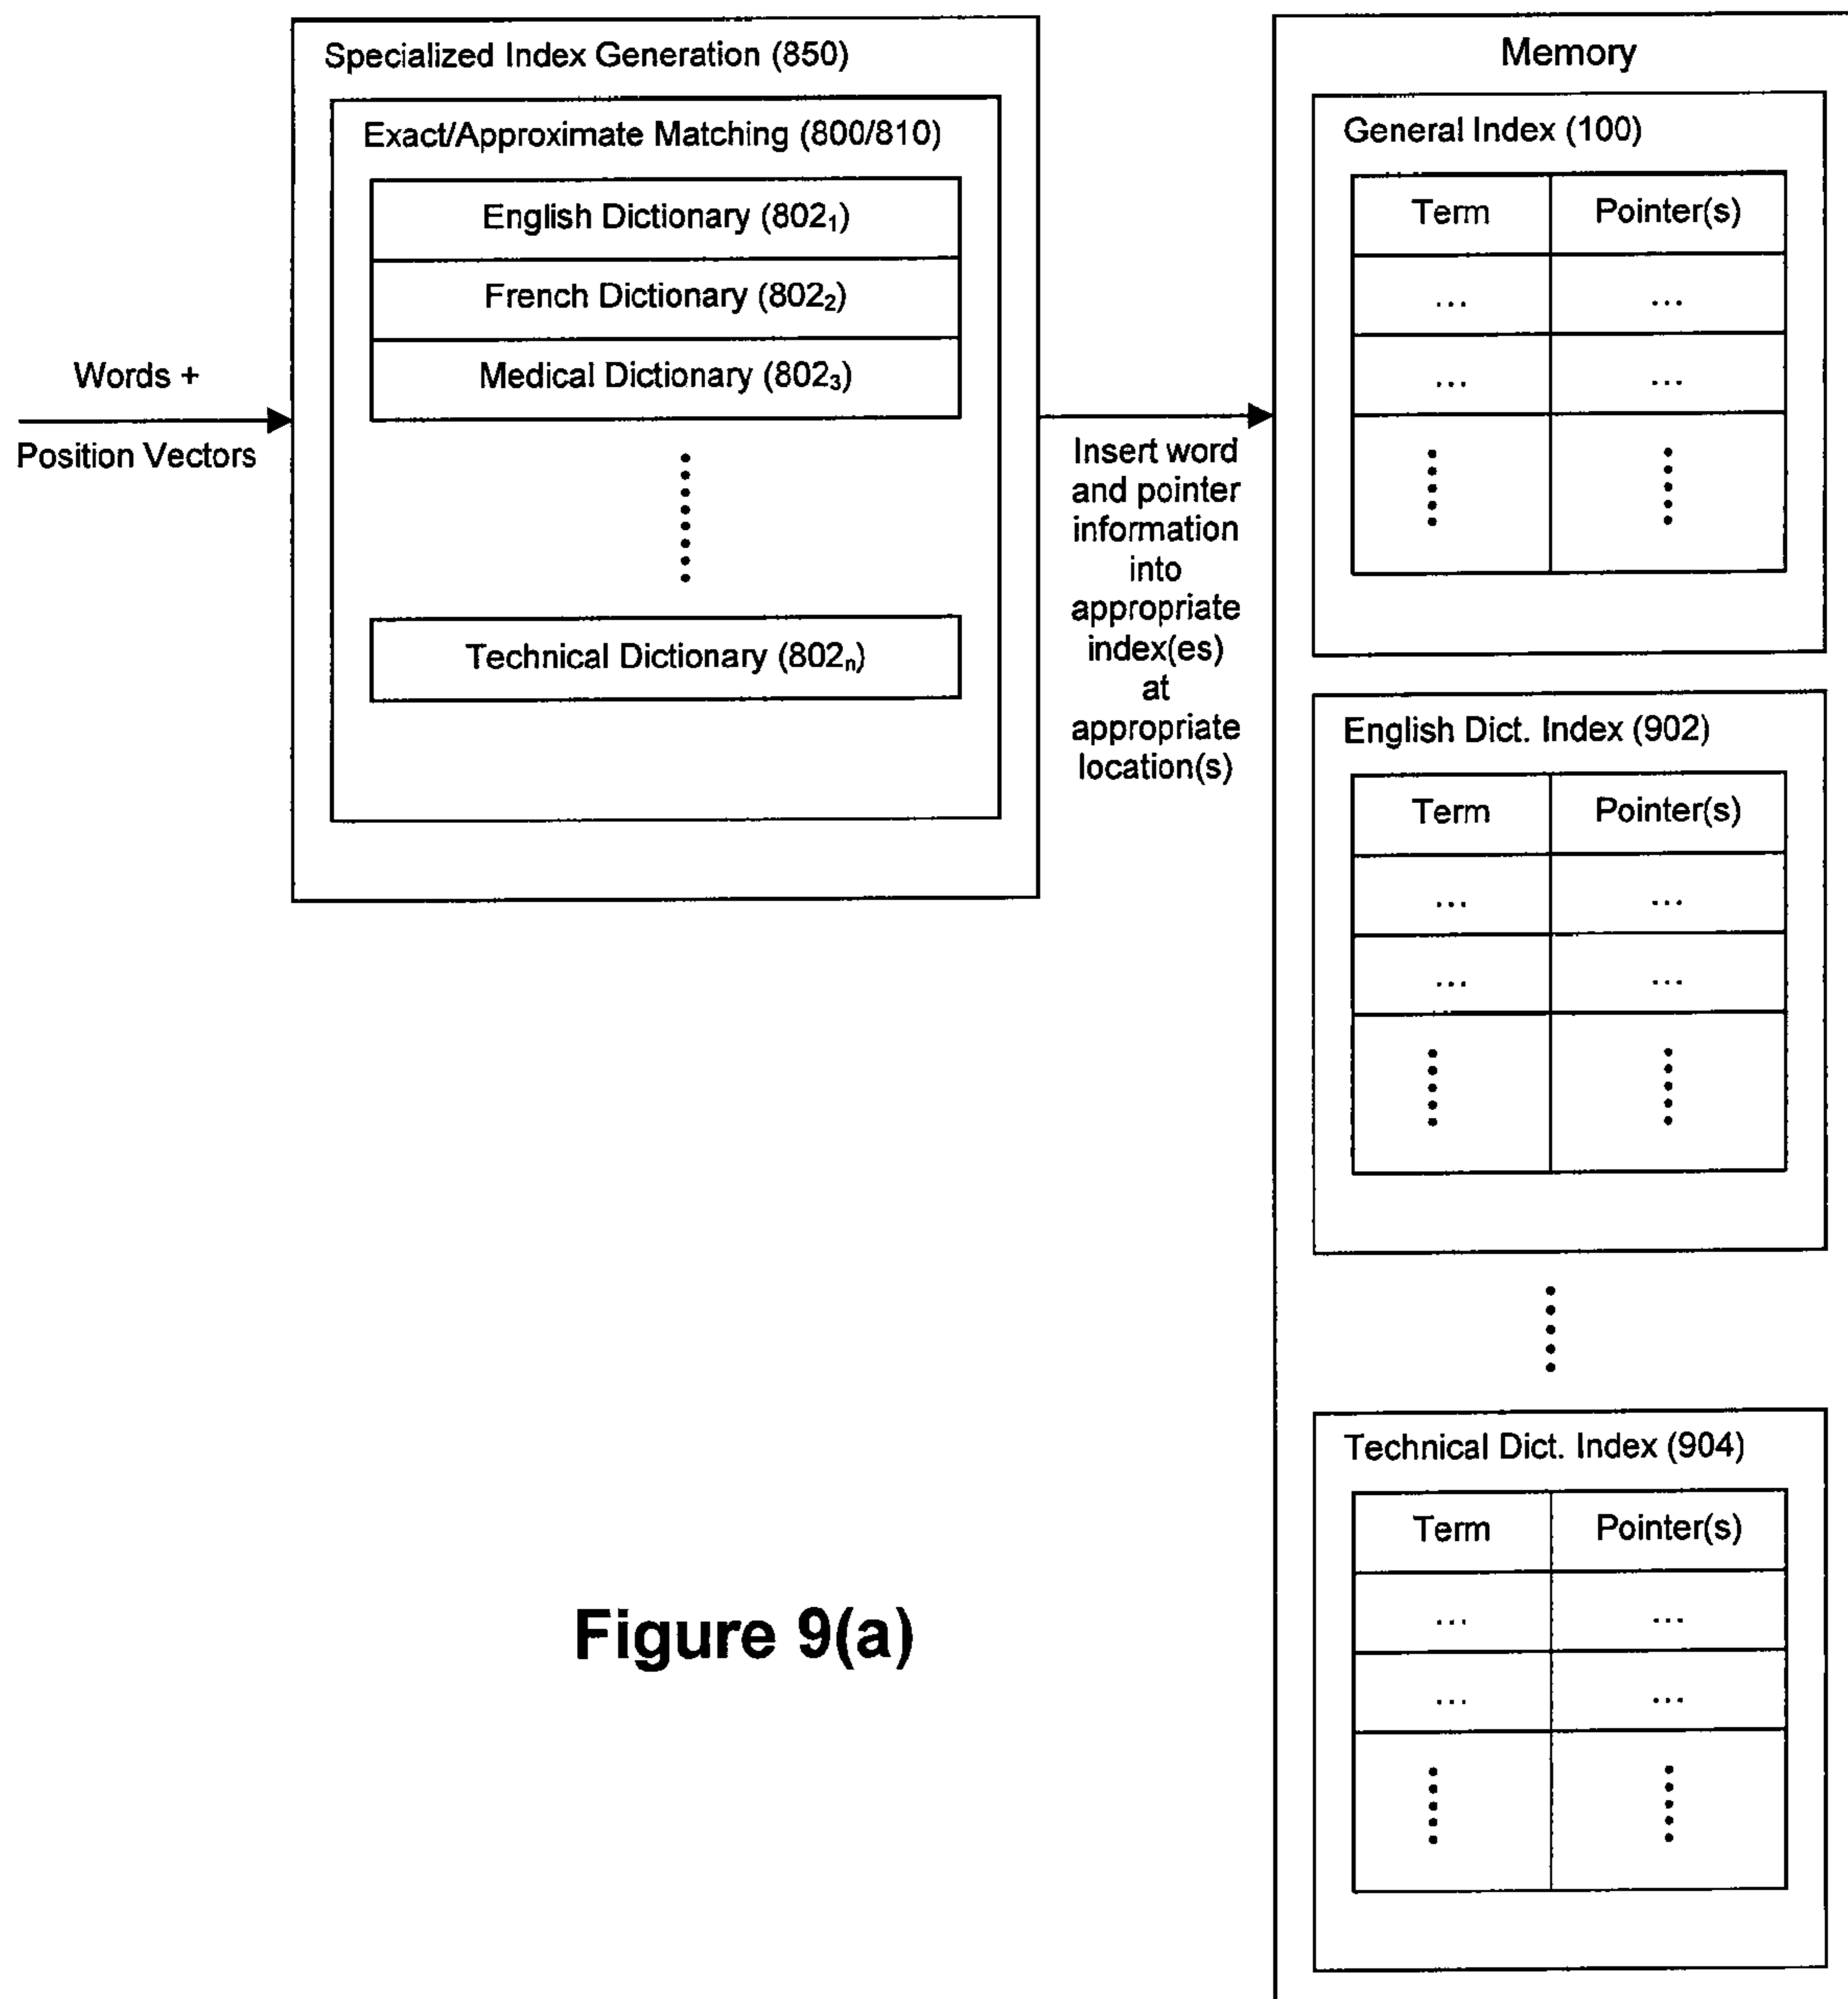 Words +
Position Vectors
Specialized Index Generation (850)
Exact/Approximate Matching (800/810)
English Dictionary (802₁)
French Dictionary (802₂)
Medical Dictionary (802₃)
Technical Dictionary (802ₙ)
Insert word
and pointer
information
into
appropriate
index(es)
at
appropriate
location(s)
Memory
General Index (100)
Term Pointer(s)
... ...
... ...
English Dict. Index (902)
Term Pointer(s)
... ...
... ...
Technical Dict. Index (904)
Term Pointer(s)
... ...
... ...
Figure 9(a)